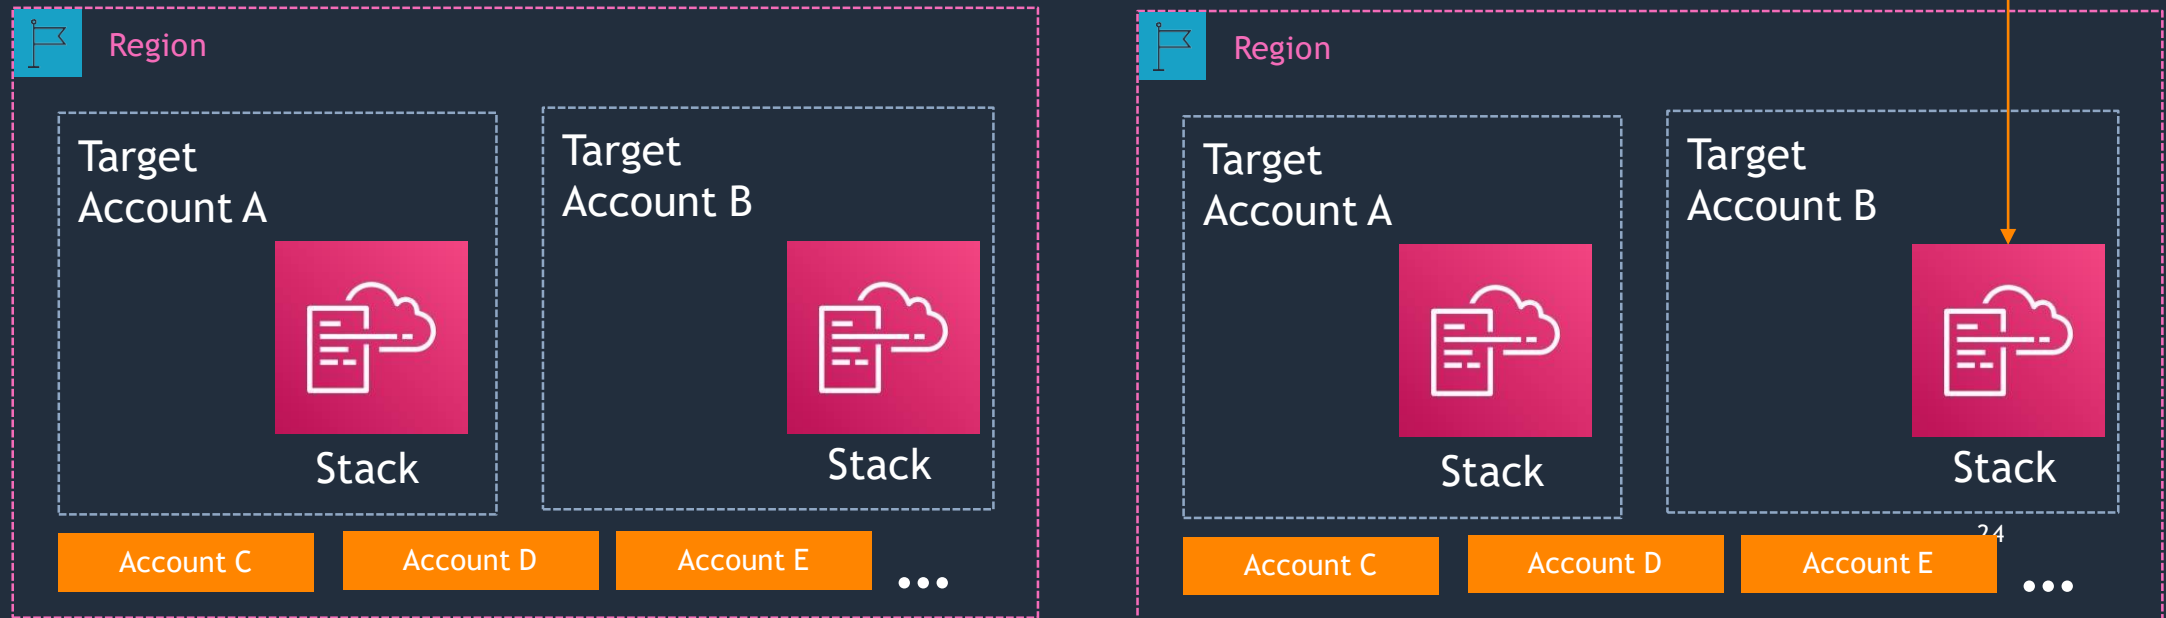 Region
Target
Account A
Stack
Target
Account B
Stack
Account C
Account D
Account E
...
Region
Target
Account A
Stack
Target
Account B
Stack
24
Account C
Account D
Account E
...